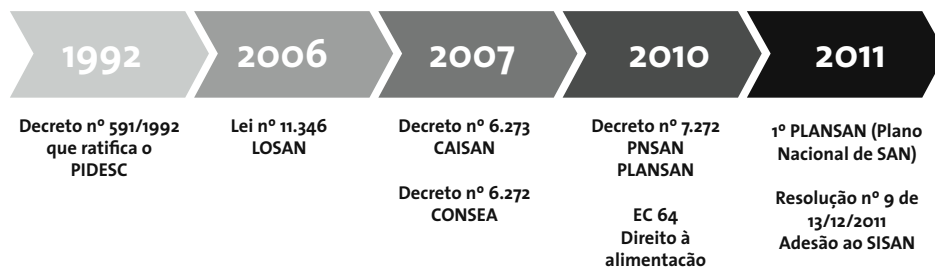 1992
2006
2007
2010
2011
Decreto nº 591/1992
que ratifica o
PIDESC
Lei nº 11.346
LOSAN
Decreto nº 6.273
CAISAN
Decreto nº 6.272
CONSEA
Decreto nº 7.272
PNSAN
PLANSAN
EC 64
Direito à
alimentacão
1º PLANSAN (Plano
Nacional de SAN)
Resolução nº 9 de
13/12/2011
Adesão ao SISAN